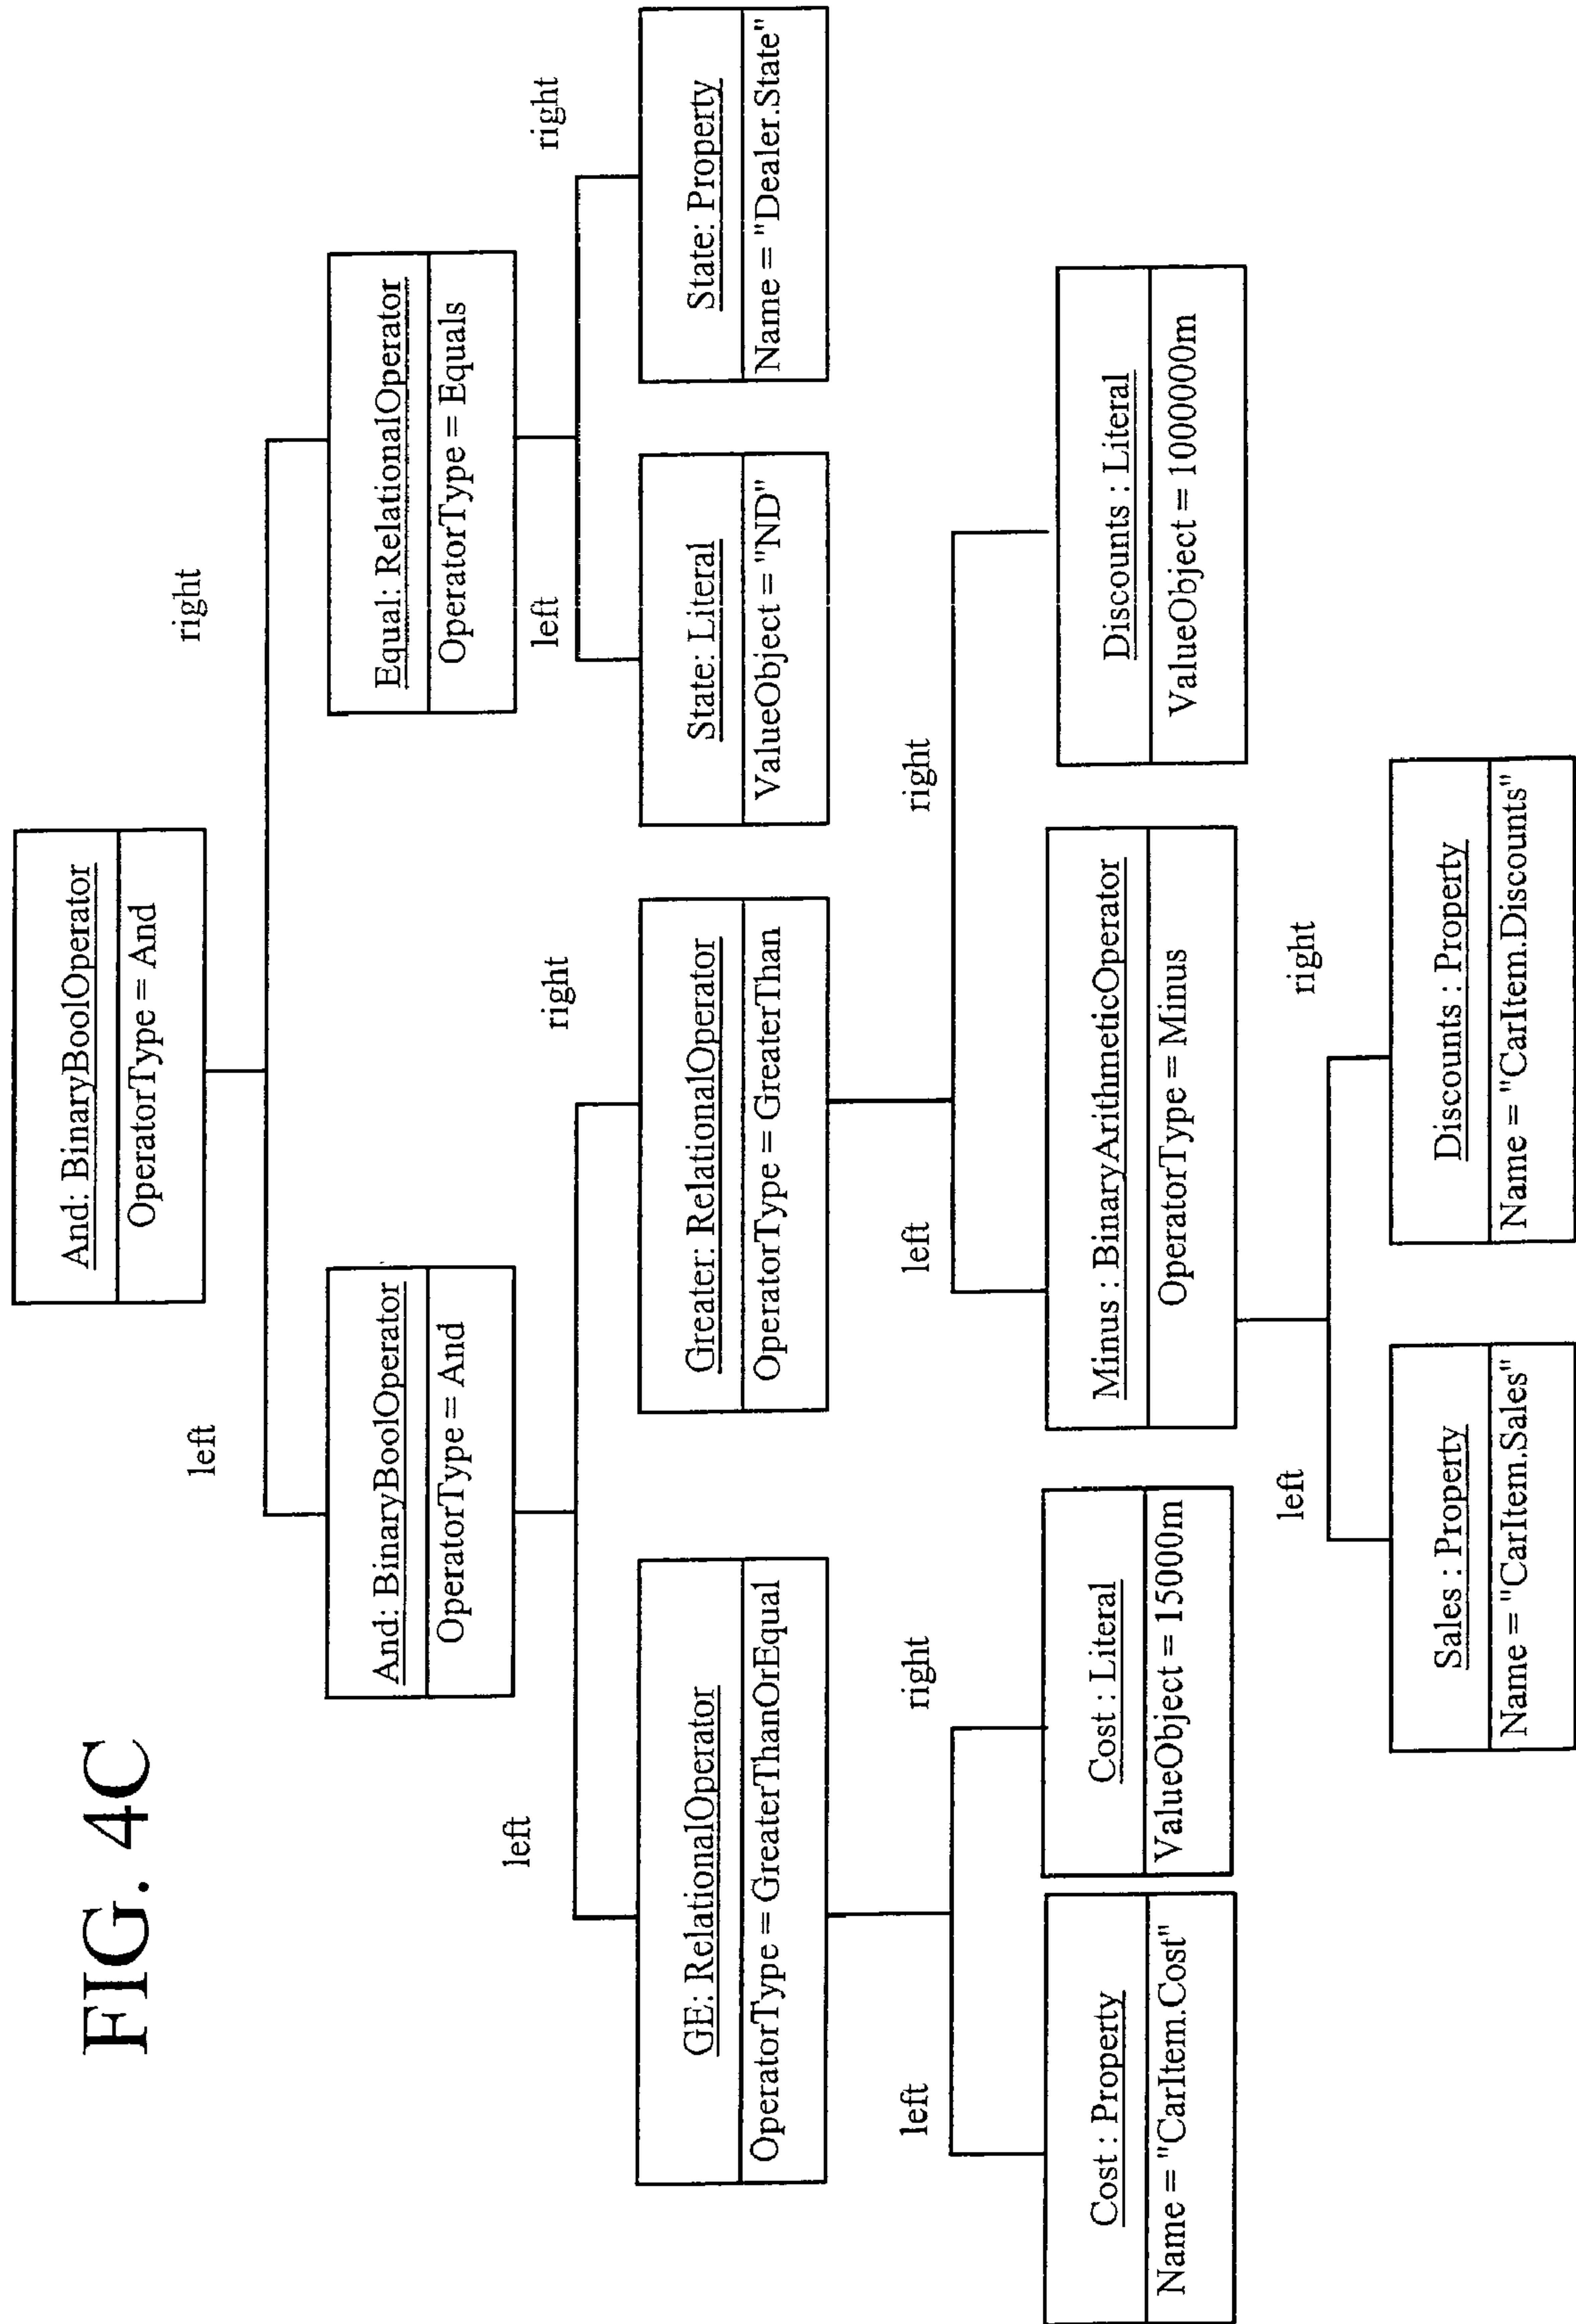 FIG. 4C
And: BinaryBoolOperator
OperatorType = And
left
right
And: BinaryBoolOperator
OperatorType = And
Equal: RelationalOperator
OperatorType = Equals
left
right
left
right
GE: RelationalOperator
OperatorType = GreaterThanOrEqual
Greater: RelationalOperator
OperatorType = GreaterThan
State: Literal
ValueObject = "ND"
State: Property
Name = "Dealer.State"
left
right
left
right
Cost : Property
Name = "CarItem.Cost"
Cost : Literal
ValueObject = 15000m
Minus : BinaryArithmeticOperator
OperatorType = Minus
Discounts : Literal
ValueObject = 100000m
left
right
Sales : Property
Name = "CarItem.Sales"
Discounts : Property
Name = "CarItem.Discounts"